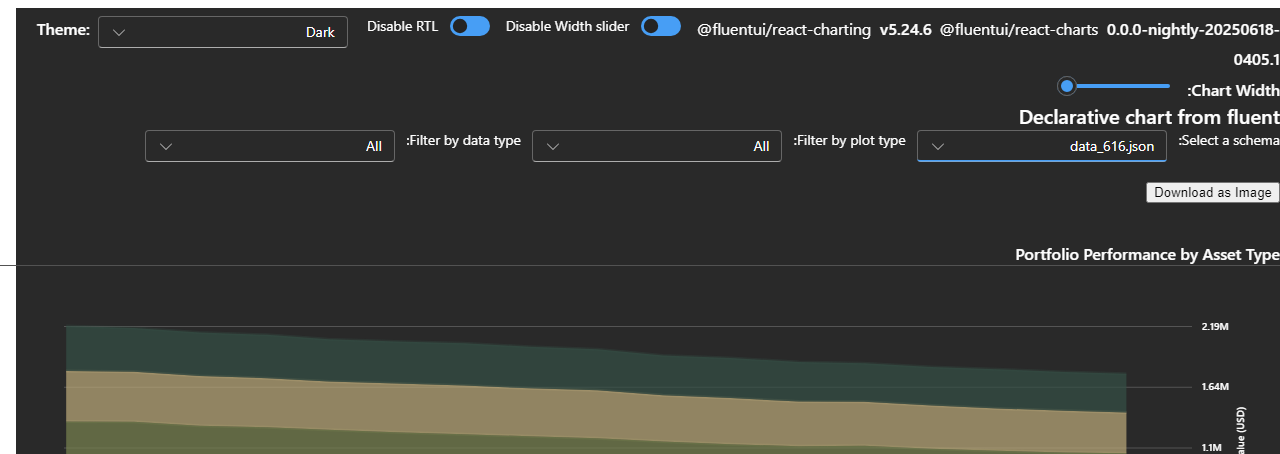 Theme: Dark Disable RTL Disable Width slider @fluentui/react-charting v5.24.6 @fluentui/react-charts 0.0.0-nightly-20250618-
0405.1
:Chart Width
Declarative chart from fluent
:Select a schema data_616.json :Filter by plot type All :Filter by data type All
Download as Image
Portfolio Performance by Asset Type
2.19M
1.64M
1.1M